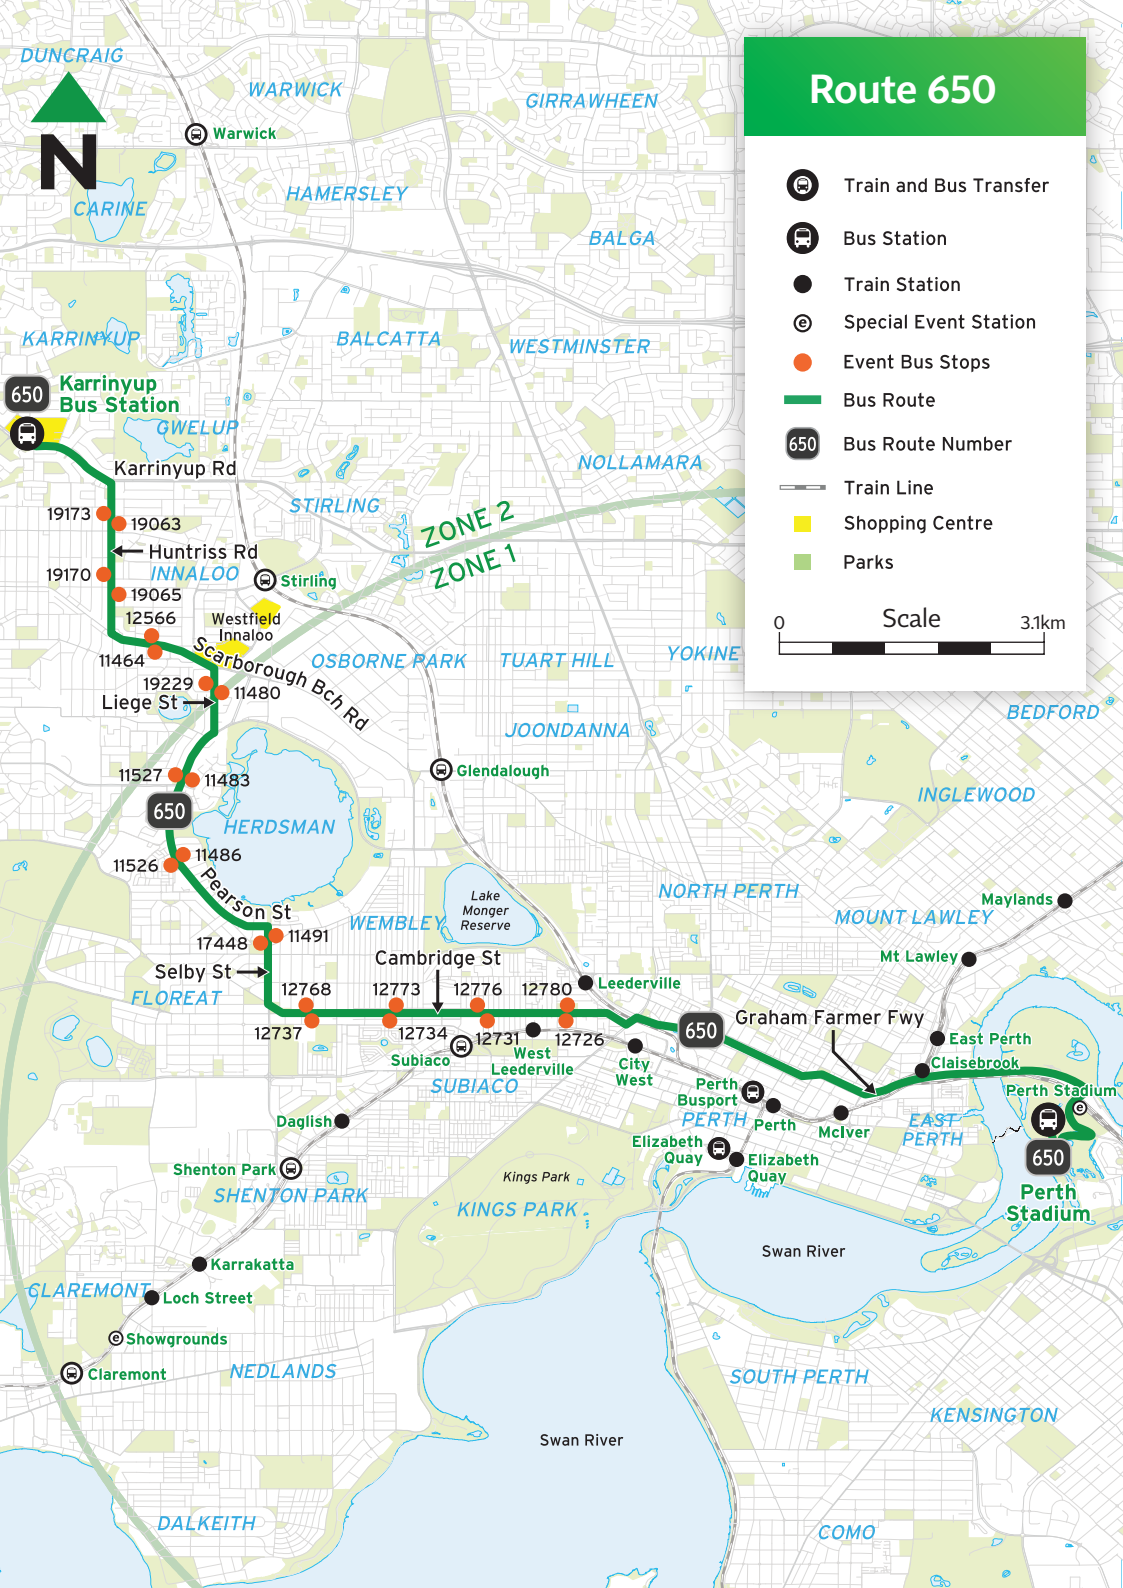 DUNCRAIG
WARWICK
GIRRAWHEEN
Route 650
N
Warwick
CARINE
HAMERSLEY
BALGA
Train and Bus Transfer
Bus Station
Train Station
e Special Event Station
Event Bus Stops
Bus Route
650 Bus Route Number
Train Line
Shopping Centre
Parks
0 Scale 3.1km
KARRINYUP
BALCATTA
WESTMINSTER
650
Karrinyup
Bus Station
GWELUP
Karrinyup Rd
NOLLAMARA
STIRLING
ZONE 2
ZONE 1
19173
19063
Huntriss Rd
INNALOO
19170
19065
Stirling
12566
Westfield
Innaloo
11464
Scarborough Bch Rd
OSBORNE PARK
TUART HILL
YOKINE
19229
11480
Liege St
BEDFORD
JOONDANNA
11527
11483
Glendalough
INGLEWOOD
650
HERDSMAN
11486
11526
Pearson St
NORTH PERTH
Lake
Monger
Reserve
Maylands
WEMBLEY
MOUNT LAWLEY
11491
17448
Selby St
Cambridge St
Mt Lawley
FLOREAT
12768
12773
12776
12780
Leederville
12737
12734
12731
12726
650
Graham Farmer Fwy
Subiaco
West
Leederville
City
West
East Perth
Claisebrook
SUBIACO
Perth
Busport
Perth Stadium
e
Daglish
PERTH
Perth
McIver
EAST
PERTH
Elizabeth
Quay
Elizabeth
Quay
650
Perth
Stadium
Shenton Park
SHENTON PARK
Kings Park
KINGS PARK
Swan River
Karrakatta
CLAREMONT
Loch Street
e Showgrounds
Claremont
NEDLANDS
SOUTH PERTH
KENSINGTON
Swan River
DALKEITH
COMO